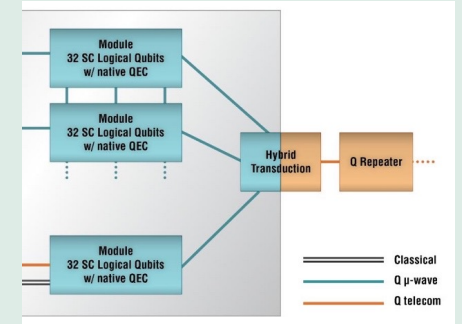 Module
32 SC Logical Qubits
w/ native QEC
Module
32 SC Logical Qubits
w/ native QEC
Hybrid
Transduction
Q Repeater
Module
32 SC Logical Qubits
w/ native QEC
Classical
Q μ-wave
Q telecom